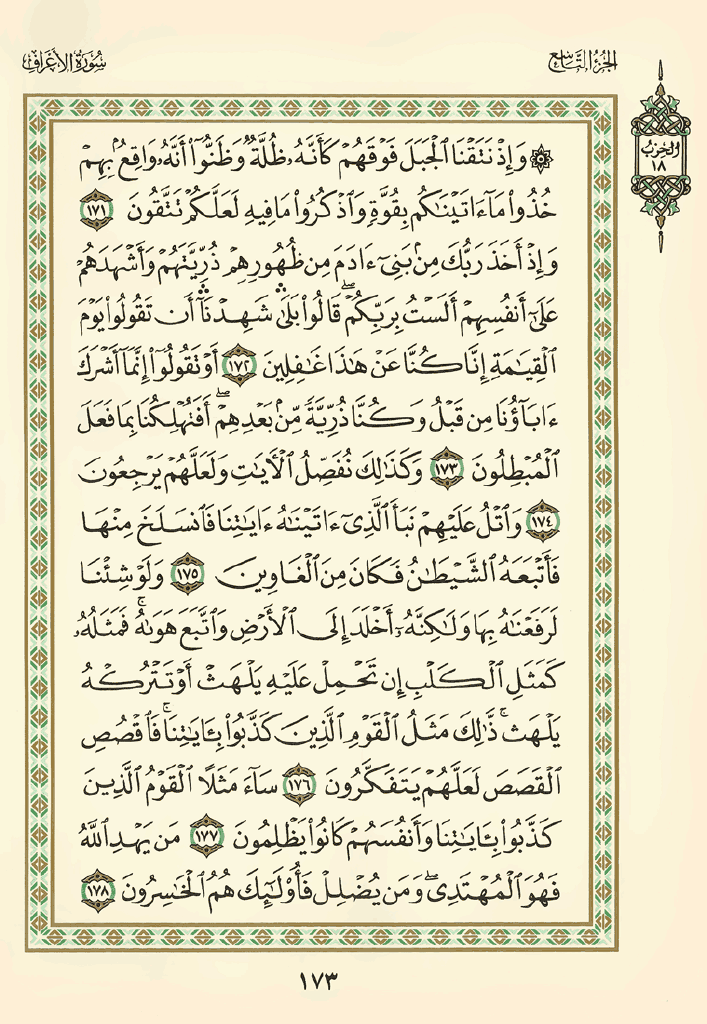 الجزء التاسع
سورة الأعراف
والحزب
١٨
۞ وَإِذْ نَتَقْنَا ٱلْجَبَلَ فَوْقَهُمْ كَأَنَّهُۥ ظُلَّةٌ وَظَنُّوٓا۟ أَنَّهُۥ وَاقِعٌۢ بِهِمْ
خُذُوا۟ مَآ ءَاتَيْنَٰكُم بِقُوَّةٍ وَٱذْكُرُوا۟ مَا فِيهِ لَعَلَّكُمْ تَتَّقُونَ ١٧١
وَإِذْ أَخَذَ رَبُّكَ مِنۢ بَنِىٓ ءَادَمَ مِن ظُهُورِهِمْ ذُرِّيَّتَهُمْ وَأَشْهَدَهُمْ
عَلَىٰٓ أَنفُسِهِمْ أَلَسْتُ بِرَبِّكُمْ ۖ قَالُوا۟ بَلَىٰ ۛ شَهِدْنَآ ۛ أَن تَقُولُوا۟ يَوْمَ
ٱلْقِيَٰمَةِ إِنَّا كُنَّا عَنْ هَٰذَا غَٰفِلِينَ ١٧٢ أَوْ تَقُولُوٓا۟ إِنَّمَآ أَشْرَكَ
ءَابَآؤُنَا مِن قَبْلُ وَكُنَّا ذُرِّيَّةً مِّنۢ بَعْدِهِمْ ۖ أَفَتُهْلِكُنَا بِمَا فَعَلَ
ٱلْمُبْطِلُونَ ١٧٣ وَكَذَٰلِكَ نُفَصِّلُ ٱلْءَايَٰتِ وَلَعَلَّهُمْ يَرْجِعُونَ
١٧٤ وَٱتْلُ عَلَيْهِمْ نَبَأَ ٱلَّذِىٓ ءَاتَيْنَٰهُ ءَايَٰتِنَا فَٱنسَلَخَ مِنْهَا
فَأَتْبَعَهُ ٱلشَّيْطَٰنُ فَكَانَ مِنَ ٱلْغَاوِينَ ١٧٥ وَلَوْ شِئْنَا
لَرَفَعْنَٰهُ بِهَا وَلَٰكِنَّهُۥٓ أَخْلَدَ إِلَى ٱلْأَرْضِ وَٱتَّبَعَ هَوَىٰهُ ۚ فَمَثَلُهُۥ
كَمَثَلِ ٱلْكَلْبِ إِن تَحْمِلْ عَلَيْهِ يَلْهَثْ أَوْ تَتْرُكْهُ
يَلْهَث ۚ ذَّٰلِكَ مَثَلُ ٱلْقَوْمِ ٱلَّذِينَ كَذَّبُوا۟ بِـَٔايَٰتِنَا ۚ فَٱقْصُصِ
ٱلْقَصَصَ لَعَلَّهُمْ يَتَفَكَّرُونَ ١٧٦ سَآءَ مَثَلًا ٱلْقَوْمُ ٱلَّذِينَ
كَذَّبُوا۟ بِـَٔايَٰتِنَا وَأَنفُسَهُمْ كَانُوا۟ يَظْلِمُونَ ١٧٧ مَن يَهْدِ ٱللَّهُ
فَهُوَ ٱلْمُهْتَدِى ۖ وَمَن يُضْلِلْ فَأُو۟لَٰٓئِكَ هُمُ ٱلْخَٰسِرُونَ ١٧٨
١٧٣